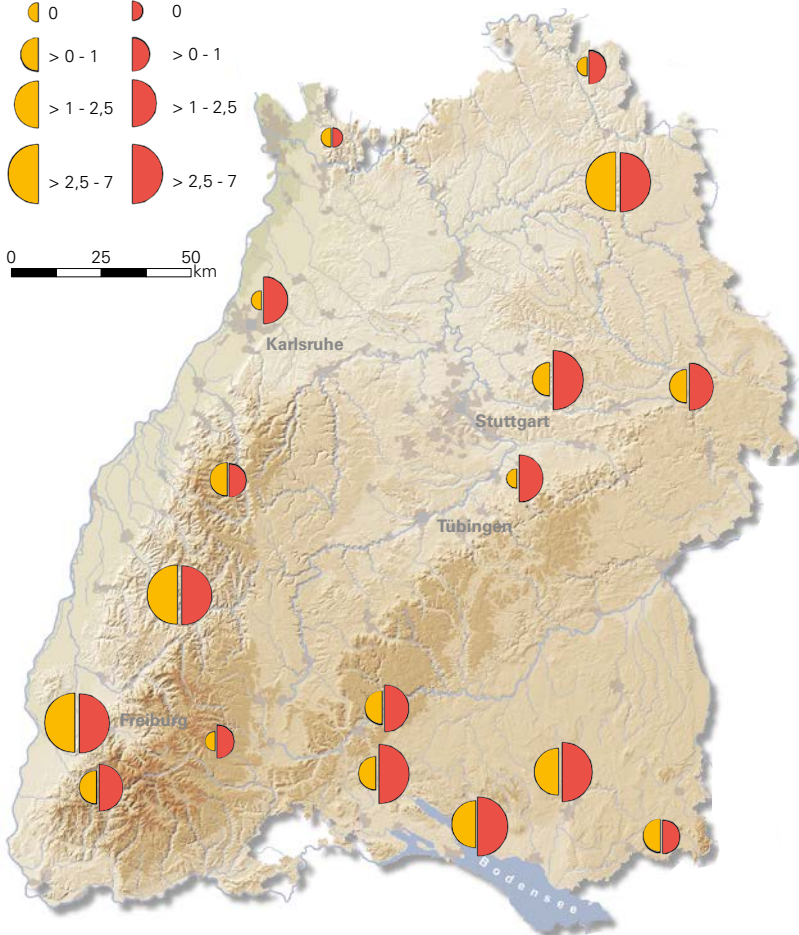 0 0
> 0 - 1 > 0 - 1
> 1 - 2,5 > 1 - 2,5
> 2,5 - 7 > 2,5 - 7
0 25 50
km
Karlsruhe
Stuttgart
Tübingen
Freiburg
Bodensee